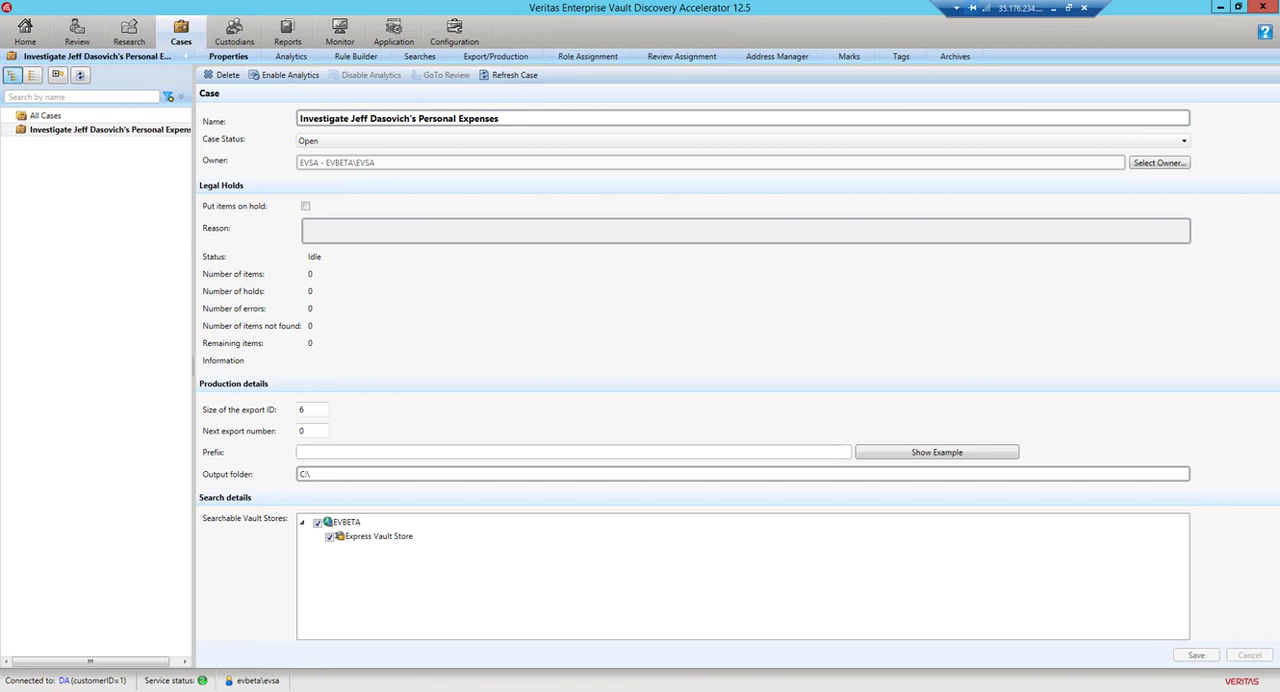 Veritas Enterprise Vault Discovery Accelerator 12.5
35.176.234....
Home
Review
Research
Cases
Custodians
Reports
Monitor
Application
Configuration
Investigate Jeff Dasovich's Personal E...
Properties
Analytics
Rule Builder
Searches
Export/Production
Role Assignment
Review Assignment
Address Manager
Marks
Tags
Archives
Delete
Enable Analytics
Disable Analytics
GoTo Review
Refresh Case
Search by name
All Cases
Investigate Jeff Dasovich's Personal Expens
Case
Name: Investigate Jeff Dasovich's Personal Expenses
Case Status: Open
Owner: EVSA - EVBETA\EVSA Select Owner...
Legal Holds
Put items on hold:
Reason:
Status: Idle
Number of items: 0
Number of holds: 0
Number of errors: 0
Number of items not found: 0
Remaining items: 0
Information
Production details
Size of the export ID: 6
Next export number: 0
Prefix: Show Example
Output folder: C:\
Search details
Searchable Vault Stores: EVBETA
Express Vault Store
Save Cancel
Connected to: DA (customerID=1) Service status: evbeta\evsa VERITAS